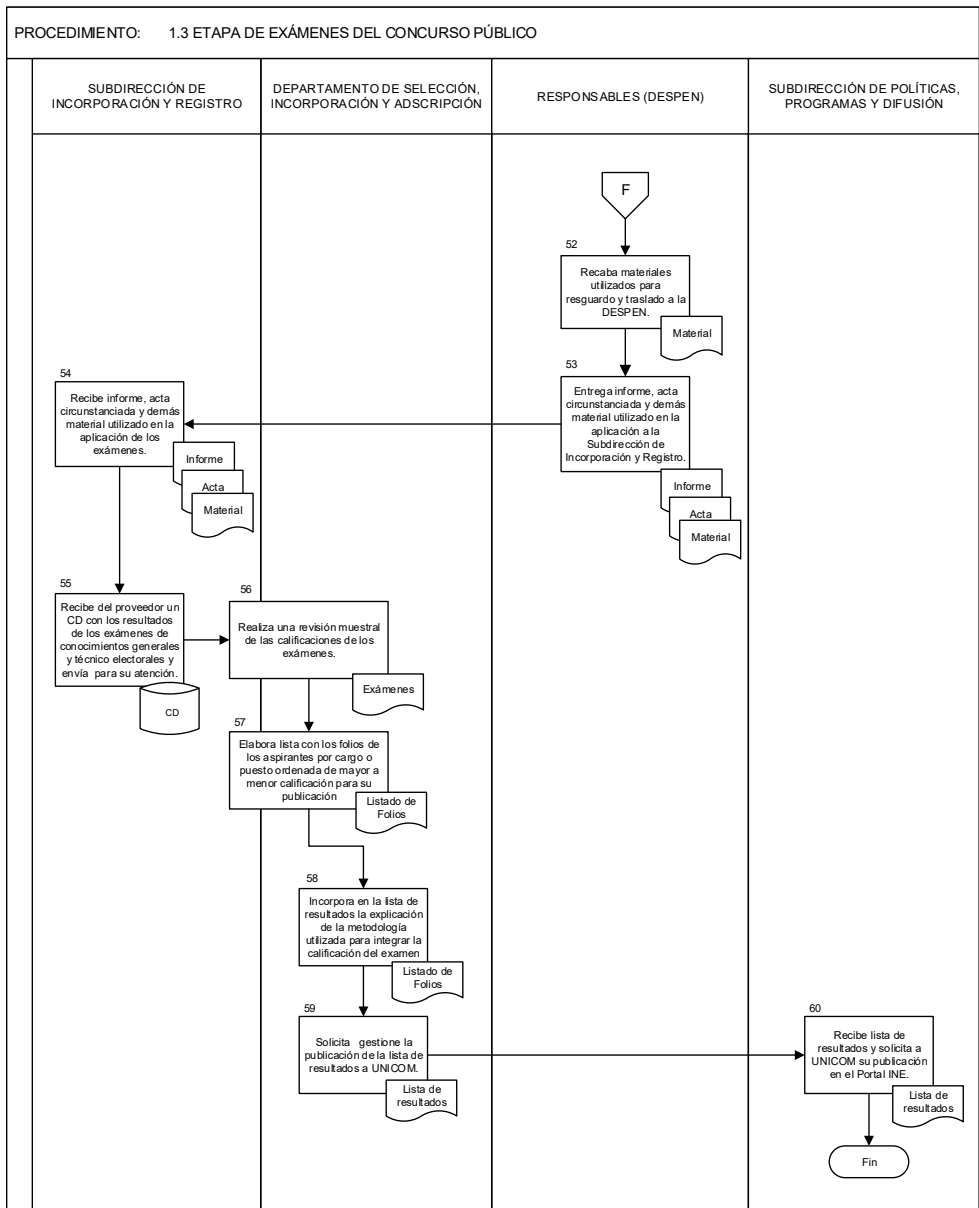 PROCEDIMIENTO: 1.3 ETAPA DE EXÁMENES DEL CONCURSO PÚBLICO
SUBDIRECCIÓN DE
INCORPORACIÓN Y REGISTRO
DEPARTAMENTO DE SELECCIÓN,
INCORPORACIÓN Y ADSCRIPCIÓN
RESPONSABLES (DESPEN)
SUBDIRECCIÓN DE POLÍTICAS,
PROGRAMAS Y DIFUSIÓN
F
52
Recaba materiales
utilizados para
resguardo y traslado a la
DESPEN.
Material
53
Entrega informe, acta
circunstanciada y demás
material utilizado en la
aplicación a la
Subdirección de
Incorporación y Registro.
Informe
Acta
Material
54
Recibe informe, acta
circunstanciada y demás
material utilizado en la
aplicación de los
exámenes.
Informe
Acta
Material
55
Recibe del proveedor un
CD con los resultados
de los exámenes de
conocimientos generales
y técnico electorales y
envía para su atención.
CD
56
Realiza una revisión muestral
de las calificaciones de los
exámenes.
Exámenes
57
Elabora lista con los folios de
los aspirantes por cargo o
puesto ordenada de mayor a
menor calificación para su
publicación
Listado de
Folios
58
Incorpora en la lista de
resultados la explicación
de la metodología
utilizada para integrar la
calificación del examen
Listado de
Folios
59
Solicita gestione la
publicación de la lista de
resultados a UNICOM.
Lista de
resultados
60
Recibe lista de
resultados y solicita a
UNICOM su publicación
en el Portal INE.
Lista de
resultados
Fin